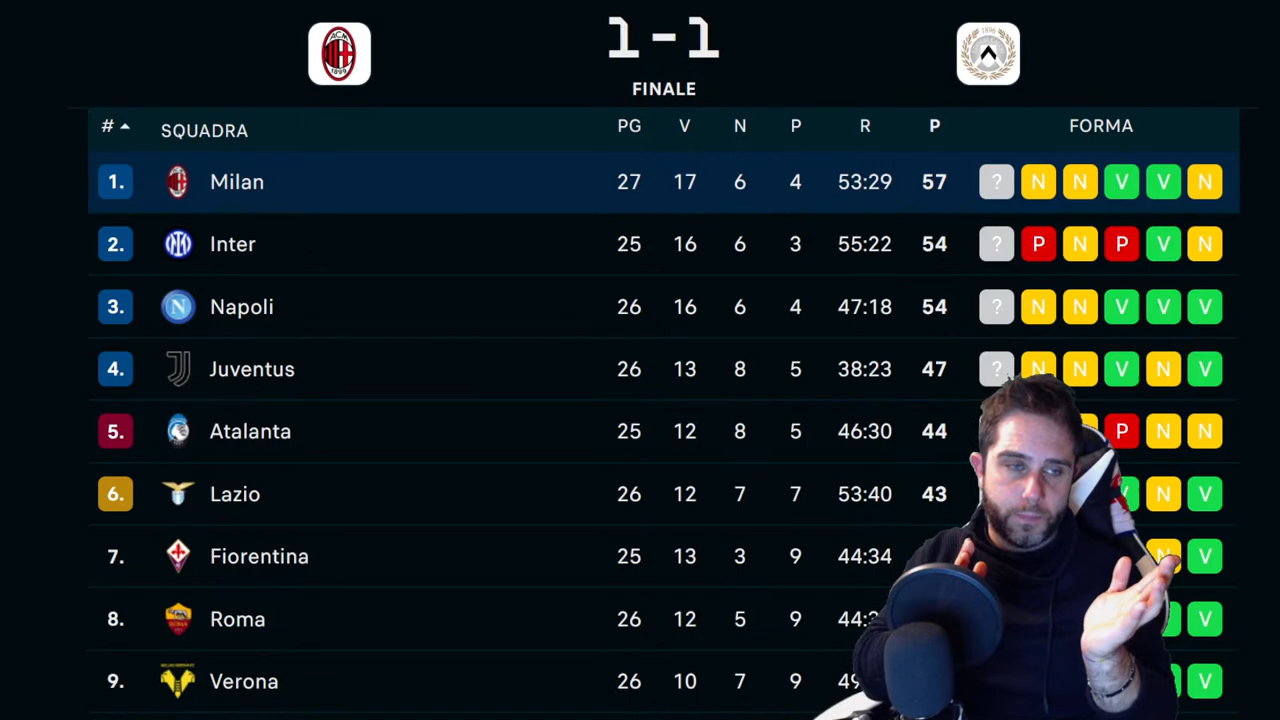 1-1
FINALE
# SQUADRA PG V N P R P FORMA
1. Milan 27 17 6 4 53:29 57 ? N N V V N
2. Inter 25 16 6 3 55:22 54 ? P N P V N
3. Napoli 26 16 6 4 47:18 54 ? N N V V V
4. Juventus 26 13 8 5 38:23 47 ? N N V N V
5. Atalanta 25 12 8 5 46:30 44 P N N
6. Lazio 26 12 7 7 53:40 43 V N V
7. Fiorentina 25 13 3 9 44:34 N V
8. Roma 26 12 5 9 V
9. Verona 26 10 7 9 V
ACM
1899
1896